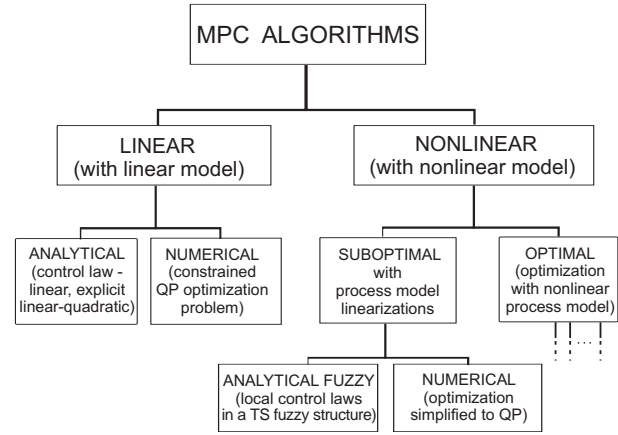 MPC ALGORITHMS
LINEAR
(with linear model)
NONLINEAR
(with nonlinear model)
ANALYTICAL
(control law -
linear, explicit
linear-quadratic)
NUMERICAL
(constrained
QP optimization
problem)
SUBOPTIMAL
with
process model
linearizations
OPTIMAL
(optimization
with nonlinear
process model)
ANALYTICAL FUZZY
(local control laws
in a TS fuzzy structure)
NUMERICAL
(optimization
simplified to QP)